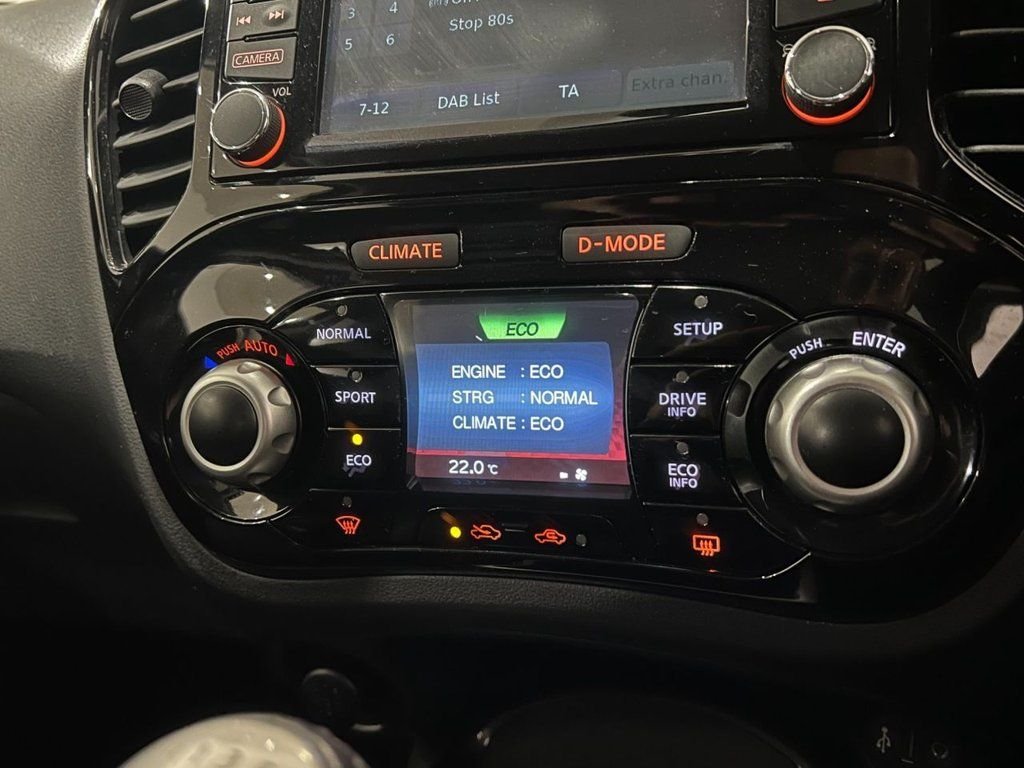 3 4
Stop 80s
5 6
CAMERA
VOL
7-12 DAB List TA Extra chan.
CLIMATE D-MODE
NORMAL ECO SETUP
PUSH AUTO
PUSH ENTER
ENGINE : ECO
SPORT STRG : NORMAL DRIVE INFO
CLIMATE : ECO
ECO 22.0 °C ECO INFO